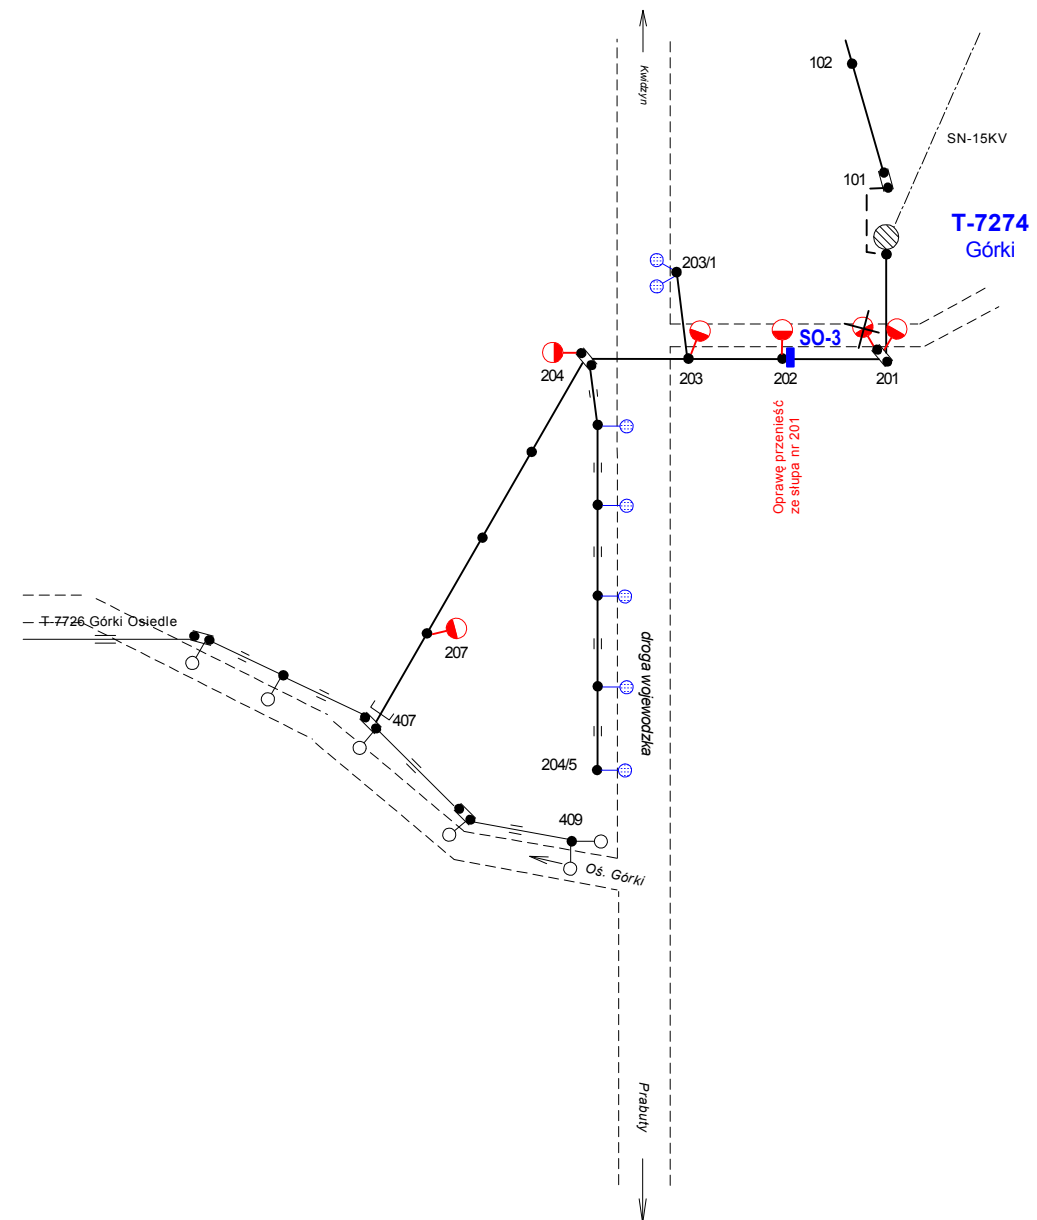 Kwidzyn
102
SN-15KV
101
T-7274
Górki
203/1
SO-3
204
203
202
201
Oprawę przenieść
ze słupa nr 201
T-7726 Górki Osiedle
207
droga wojewodzka
407
204/5
409
Oś. Górki
Prabuty